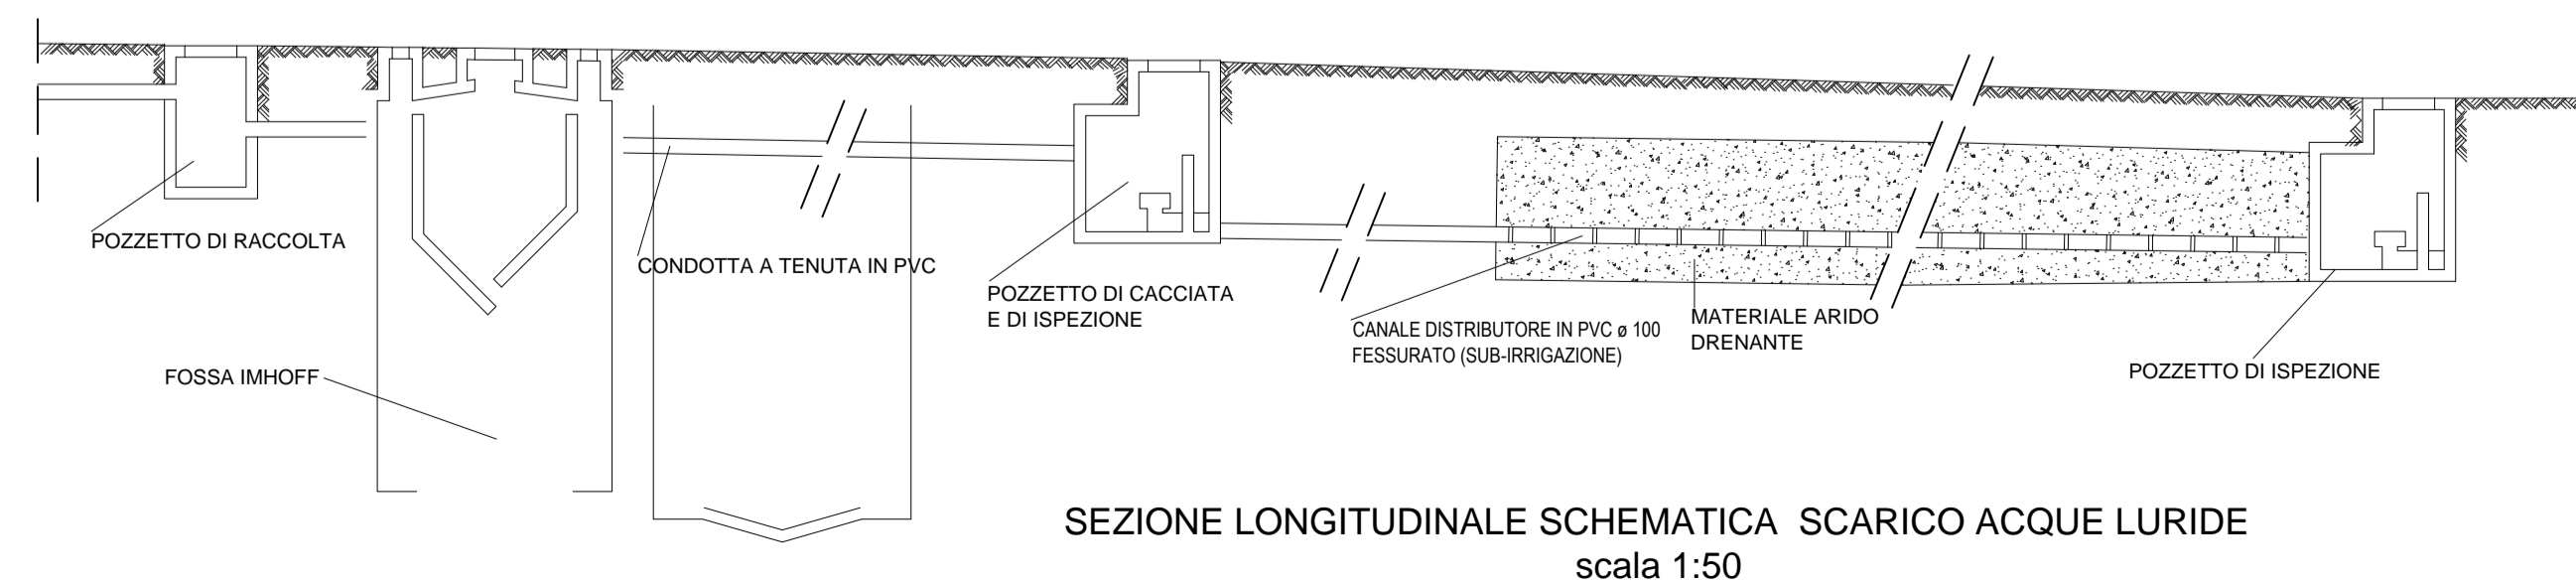 POZZETTO DI RACCOLTA
FOSSA IMHOFF
CONDOTTA A TENUTA IN PVC
POZZETTO DI CACCIATA
E DI ISPEZIONE
CANALE DISTRIBUTORE IN PVC ø 100
FESSURATO (SUB-IRRIGAZIONE)
MATERIALE ARIDO
DRENANTE
POZZETTO DI ISPEZIONE
SEZIONE LONGITUDINALE SCHEMATICA SCARICO ACQUE LURIDE
scala 1:50